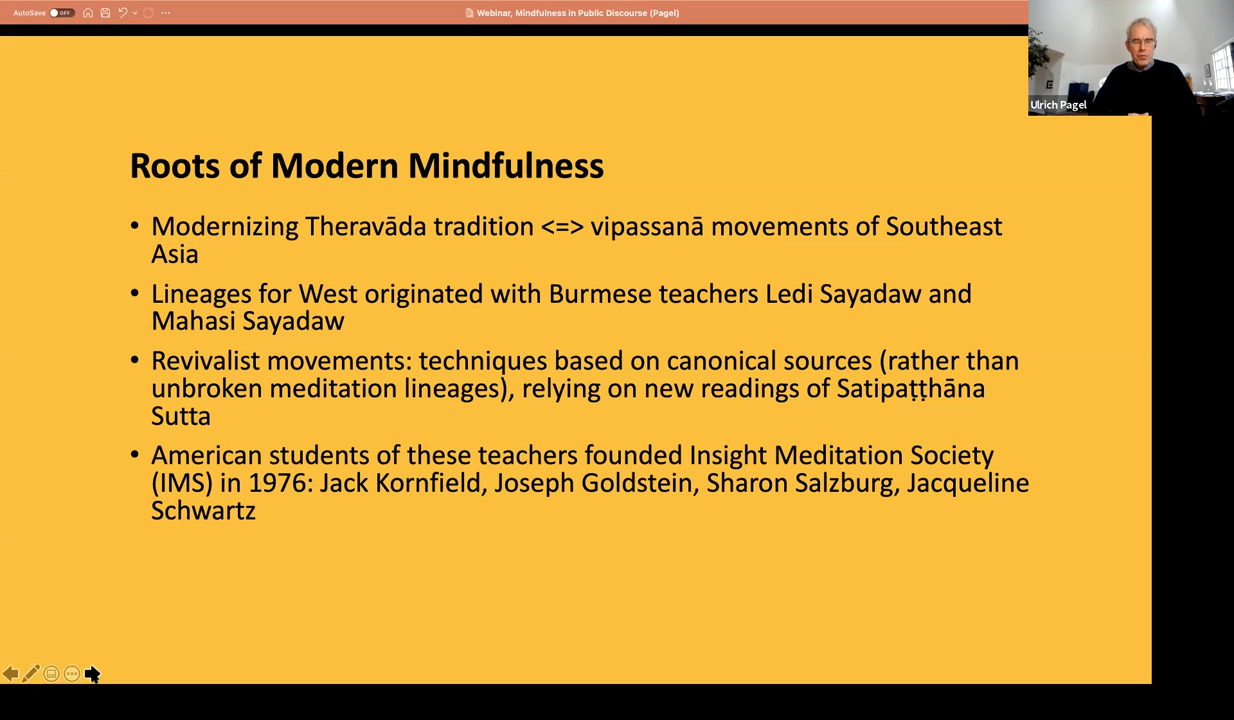 AutoSave OFF
Webinar, Mindfulness in Public Discourse (Pagel)
Ulrich Pagel
Roots of Modern Mindfulness
• Modernizing Theravāda tradition <=> vipassanā movements of Southeast
Asia
• Lineages for West originated with Burmese teachers Ledi Sayadaw and
Mahasi Sayadaw
• Revivalist movements: techniques based on canonical sources (rather than
unbroken meditation lineages), relying on new readings of Satipaṭṭhāna
Sutta
• American students of these teachers founded Insight Meditation Society
(IMS) in 1976: Jack Kornfield, Joseph Goldstein, Sharon Salzburg, Jacqueline
Schwartz